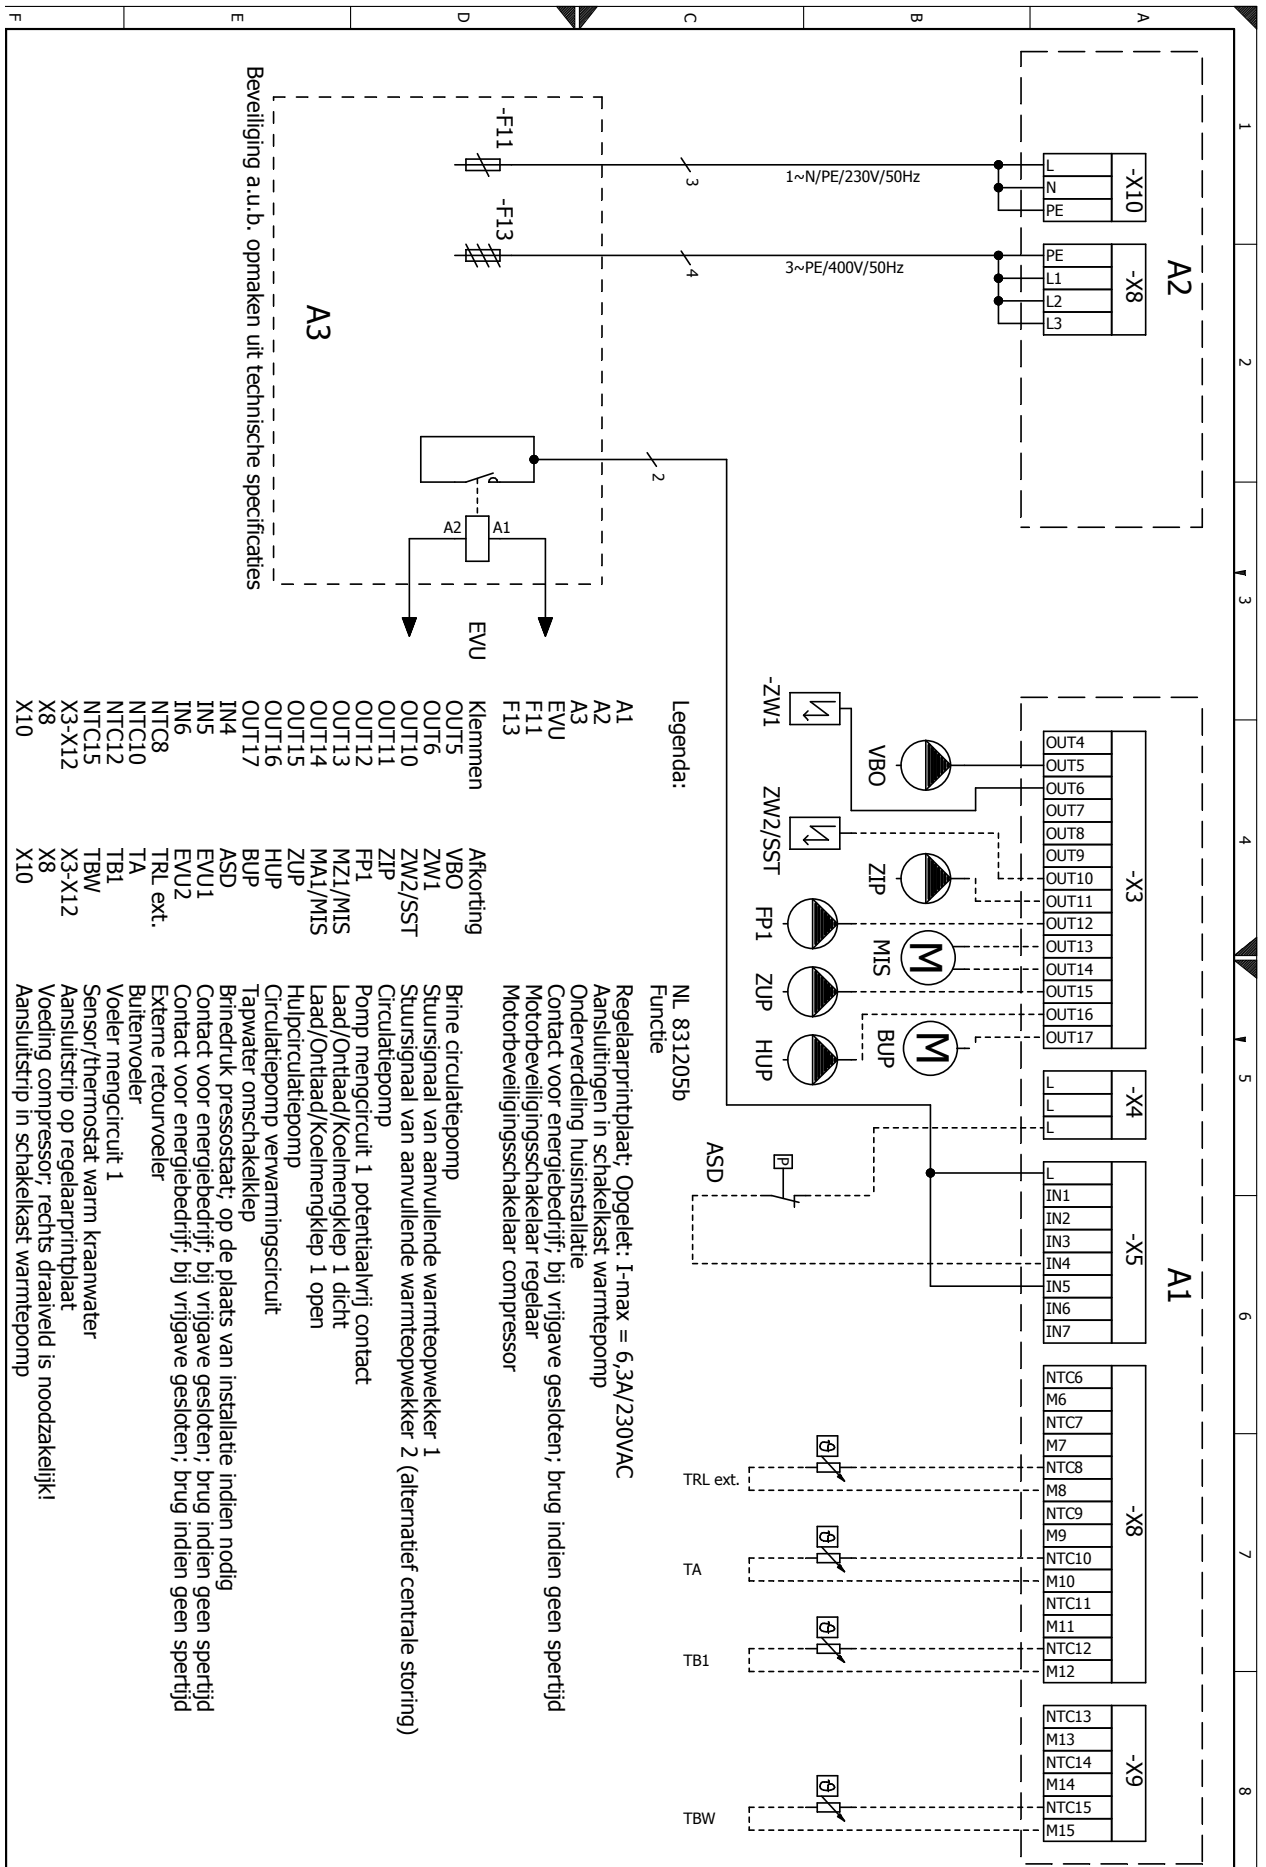 A
B
C
D
E
F
1
2
3
4
5
6
7
8
A2
-X10
L
N
PE
-X8
PE
L1
L2
L3
1~N/PE/230V/50Hz
3~PE/400V/50Hz
3
4
2
-F11
-F13
A3
A2
A1
EVU
Beveiliging a.u.b. opmaken uit technische specificaties
A1
-X3
OUT4
OUT5
OUT6
OUT7
OUT8
OUT9
OUT10
OUT11
OUT12
OUT13
OUT14
OUT15
OUT16
OUT17
-X4
L
L
L
-X5
L
IN1
IN2
IN3
IN4
IN5
IN6
IN7
-X8
NTC6
M6
NTC7
M7
NTC8
M8
NTC9
M9
NTC10
M10
NTC11
M11
NTC12
M12
-X9
NTC13
M13
NTC14
M14
NTC15
M15
-ZW1
VBO
ZW2/SST
ZIP
FP1
M
MIS
ZUP
M
BUP
HUP
P
ASD
ϑ
TRL ext.
ϑ
TA
ϑ
TB1
ϑ
TBW
Legenda: NL 831205b
Functie
A1 Regelaarprintplaat; Opgelet: I-max = 6,3A/230VAC
A2 Aansluitingen in schakelkast warmtepomp
A3 Onderverdeling huisinstallatie
EVU Contact voor energiebedrijf; bij vrijgave gesloten; brug indien geen spertijd
F11 Motorbeveiligingsschakelaar regelaar
F13 Motorbeveiligingsschakelaar compressor
Klemmen Afkorting
OUT5 VBO Brine circulatiepomp
OUT6 ZW1 Stuursignaal van aanvullende warmteopwekker 1
OUT10 ZW2/SST Stuursignaal van aanvullende warmteopwekker 2 (alternatief centrale storing)
OUT11 ZIP Circulatiepomp
OUT12 FP1 Pomp mengcircuit 1 potentiaalvrij contact
OUT13 MZ1/MIS Laad/Ontlaad/Koelmengklep 1 dicht
OUT14 MA1/MIS Laad/Ontlaad/Koelmengklep 1 open
OUT15 ZUP Hulpcirculatiepomp
OUT16 HUP Circulatiepomp verwarmingscircuit
OUT17 BUP Tapwater omschakelklep
IN4 ASD Brinedruk pressostaat; op de plaats van installatie indien nodig
IN5 EVU1 Contact voor energiebedrijf; bij vrijgave gesloten; brug indien geen spertijd
IN6 EVU2 Contact voor energiebedrijf; bij vrijgave gesloten; brug indien geen spertijd
NTC8 TRL ext. Externe retourvoeler
NTC10 TA Buitenvoeler
NTC12 TB1 Voeler mengcircuit 1
NTC15 TBW Sensor/thermostat warm kraanwater
X3-X12 X3-X12 Aansluitstrip op regelaarprintplaat
X8 X8 Voeding compressor; rechts draaiveld is noodzakelijk!
X10 X10 Aansluitstrip in schakelkast warmtepomp